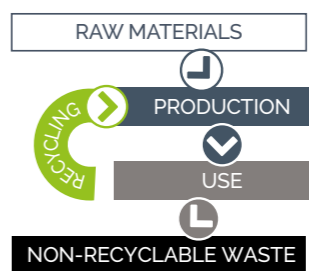 RAW MATERIALS
PRODUCTION
RECYCLING
USE
NON-RECYCLABLE WASTE